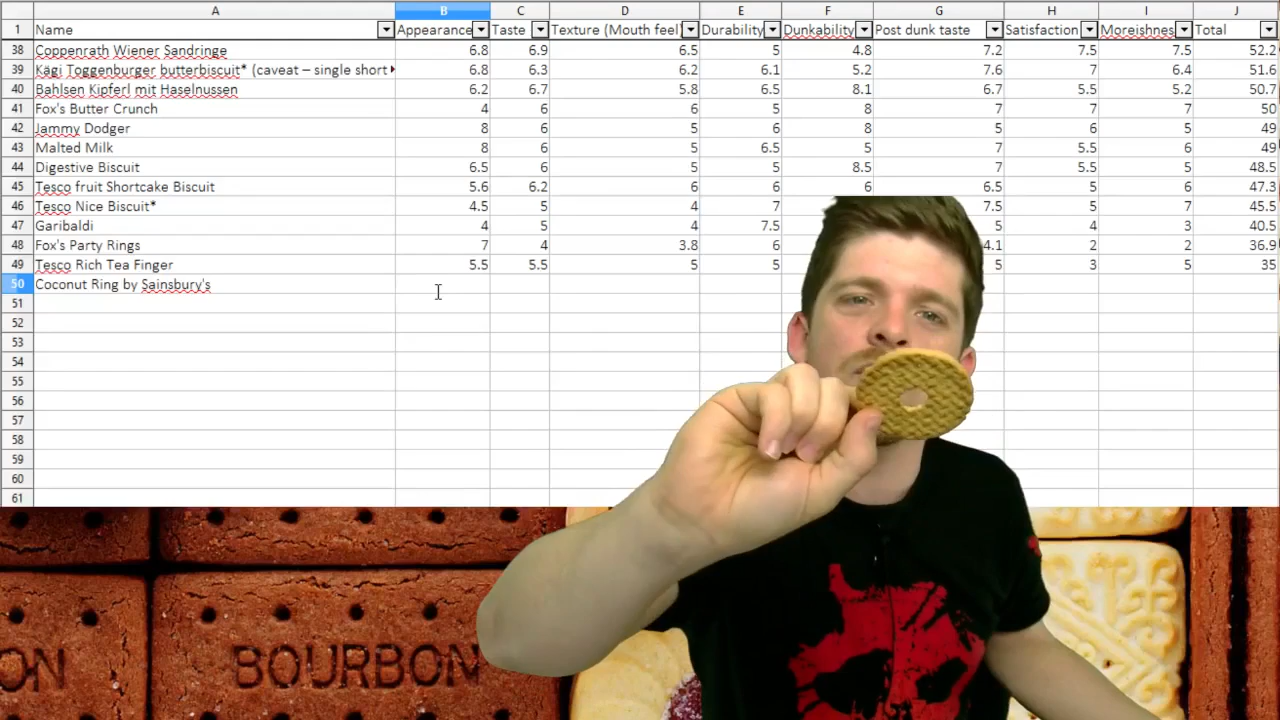 A B C D E F G H I J
1 Name Appearance Taste Texture (Mouth feel) Durability Dunkability Post dunk taste Satisfaction Moreishnes Total
38 Coppenrath Wiener Sandringe 6.8 6.9 6.5 5 4.8 7.2 7.5 7.5 52.2
39 Kägi Toggenburger butterbiscuit* (caveat – single short 6.8 6.3 6.2 6.1 5.2 7.6 7 6.4 51.6
40 Bahlsen Kipferl mit Haselnussen 6.2 6.7 5.8 6.5 8.1 6.7 5.5 5.2 50.7
41 Fox's Butter Crunch 4 6 6 5 8 7 7 7 50
42 Jammy Dodger 8 6 5 6 8 5 6 5 49
43 Malted Milk 8 6 5 6.5 5 7 5.5 6 49
44 Digestive Biscuit 6.5 6 5 5 8.5 7 5.5 5 48.5
45 Tesco fruit Shortcake Biscuit 5.6 6.2 6 6 6 6.5 5 6 47.3
46 Tesco Nice Biscuit* 4.5 5 4 7 7.5 5 7 45.5
47 Garibaldi 4 5 4 7.5 5 4 3 40.5
48 Fox's Party Rings 7 4 3.8 6 4.1 2 2 36.9
49 Tesco Rich Tea Finger 5.5 5.5 5 5 5 3 5 35
50 Coconut Ring by Sainsbury's
51
52
53
54
55
56
57
58
59
60
61
ON BOURBON